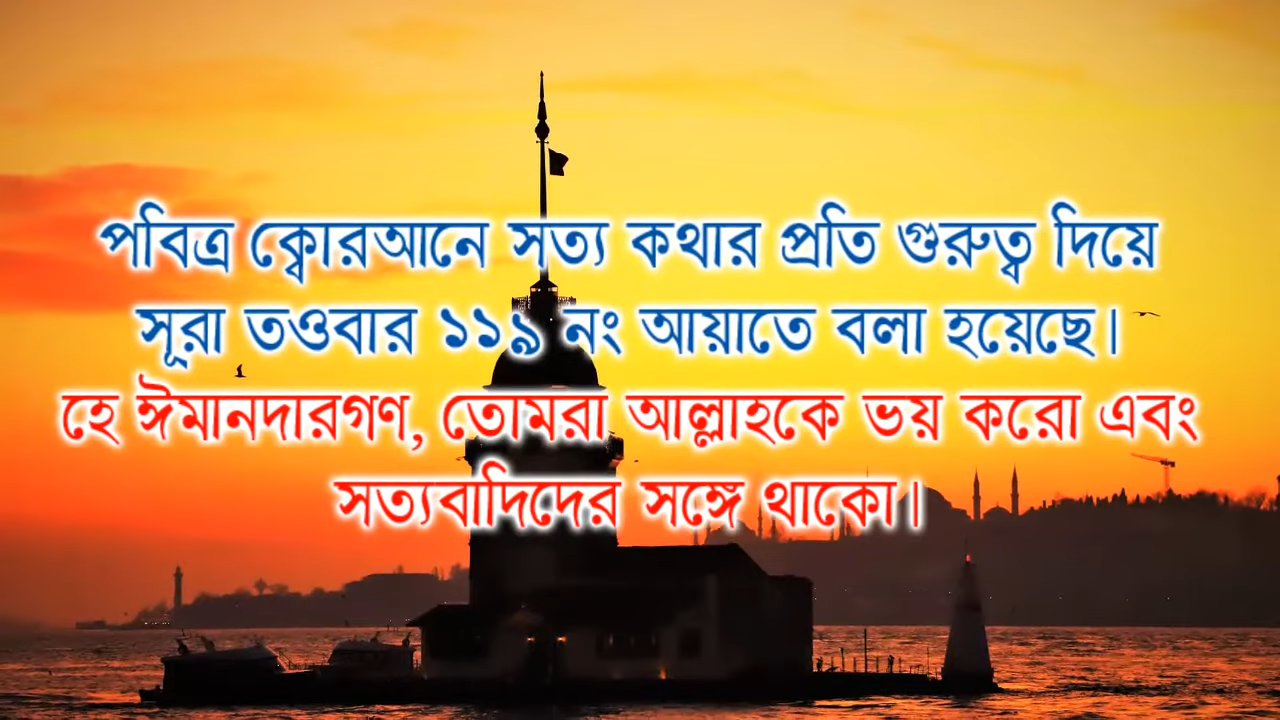 পবিত্র ক্বোরআনে সত্য কথার প্রতি গুরুত্ব দিয়ে
সূরা তওবার ১১৯ নং আয়াতে বলা হয়েছে।
হে ঈমানদারগণ, তোমরা আল্লাহকে ভয় করো এবং
সত্যবাদিদের সঙ্গে থাকো।